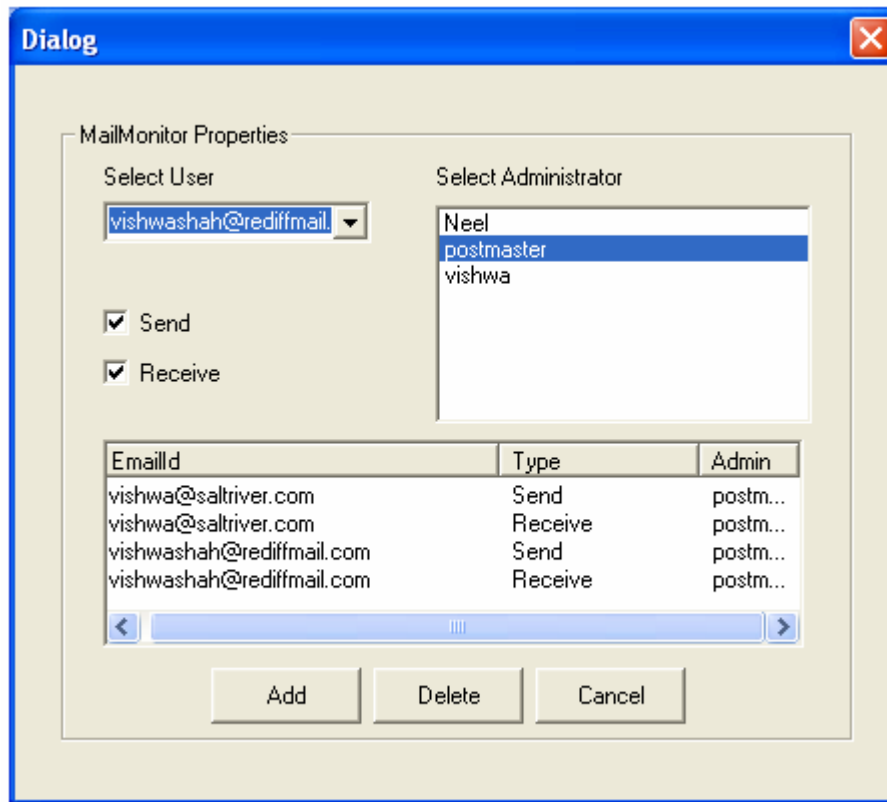 Dialog
MailMonitor Properties
Select User
vishwashah@rediffmail.
Select Administrator
Neel
postmaster
vishwa
Send
Receive
EmailId Type Admin
vishwa@saltriver.com Send postm...
vishwa@saltriver.com Receive postm...
vishwashah@rediffmail.com Send postm...
vishwashah@rediffmail.com Receive postm...
Add Delete Cancel